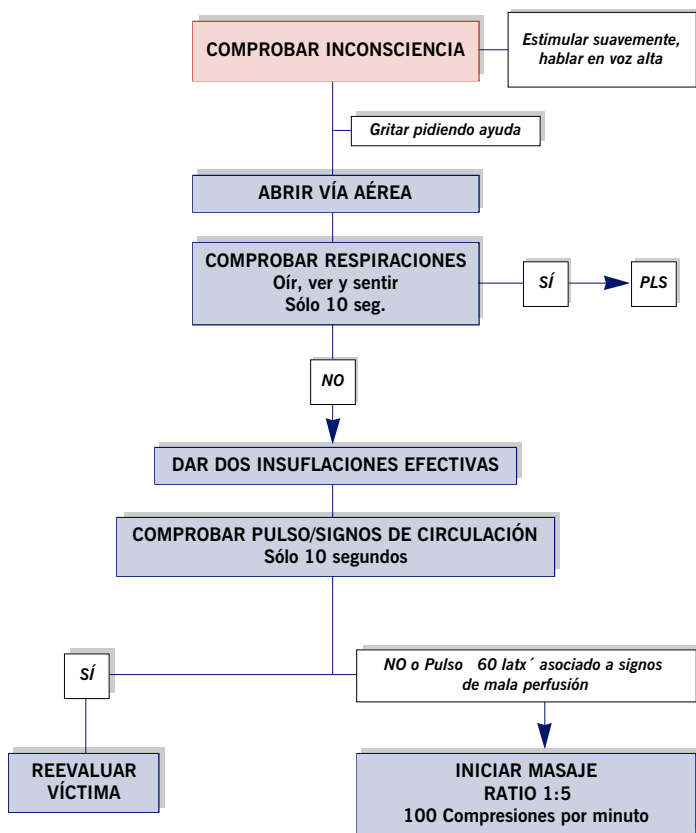 COMPROBAR INCONSCIENCIA
Estimular suavemente,
hablar en voz alta
Gritar pidiendo ayuda
ABRIR VÍA AÉREA
COMPROBAR RESPIRACIONES
Oír, ver y sentir
Sólo 10 seg.
SÍ
PLS
NO
DAR DOS INSUFLACIONES EFECTIVAS
COMPROBAR PULSO/SIGNOS DE CIRCULACIÓN
Sólo 10 segundos
SÍ
NO o Pulso 60 latx´ asociado a signos
de mala perfusión
REEVALUAR
VÍCTIMA
INICIAR MASAJE
RATIO 1:5
100 Compresiones por minuto